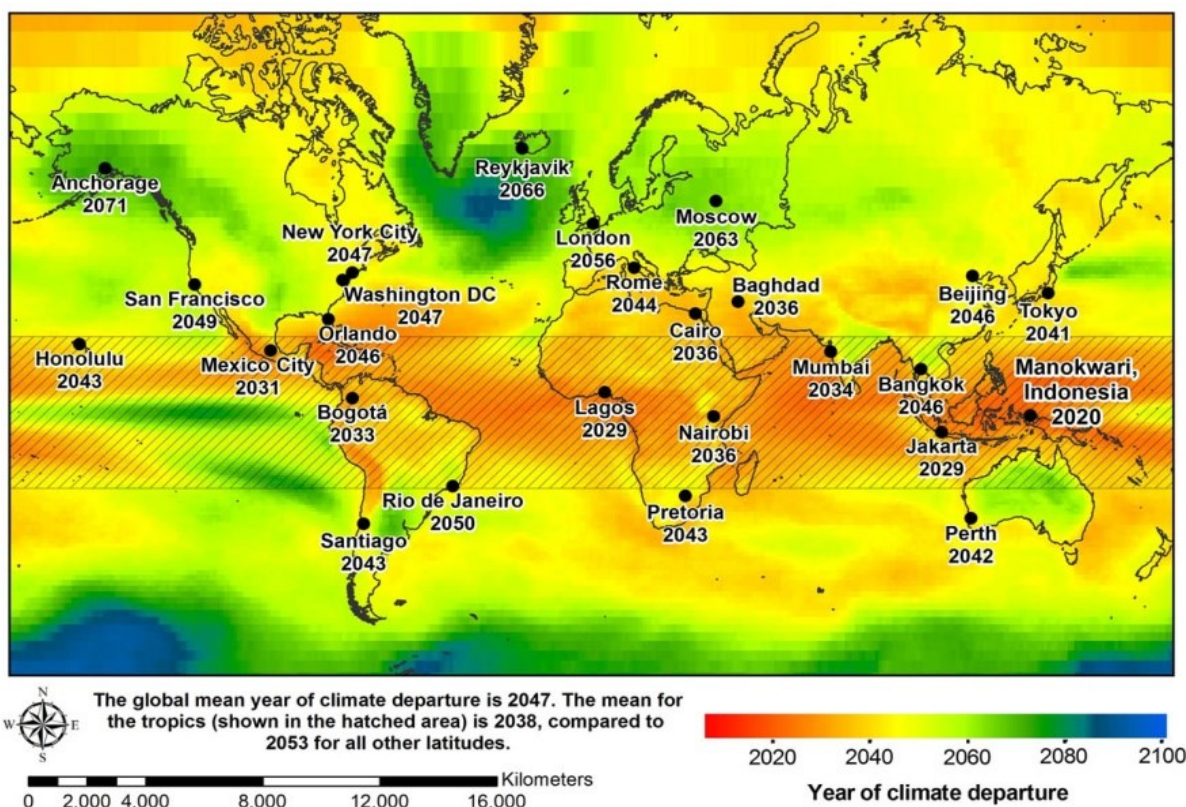 Anchorage
2071
Reykjavik
2066
Moscow
2063
London
2056
New York City
2047
Washington DC
2047
San Francisco
2049
Orlando
2046
Rome
2044
Baghdad
2036
Cairo
2036
Beijing
2046
Tokyo
2041
Honolulu
2043
Mexico City
2031
Bogotá
2033
Lagos
2029
Nairobi
2036
Mumbai
2034
Bangkok
2046
Manokwari,
Indonesia
2020
Jakarta
2029
Rio de Janeiro
2050
Santiago
2043
Pretoria
2043
Perth
2042
N
W E
S
The global mean year of climate departure is 2047. The mean for
the tropics (shown in the hatched area) is 2038, compared to
2053 for all other latitudes.
Kilometers
0 2,000 4,000 8,000 12,000 16,000
2020 2040 2060 2080 2100
Year of climate departure